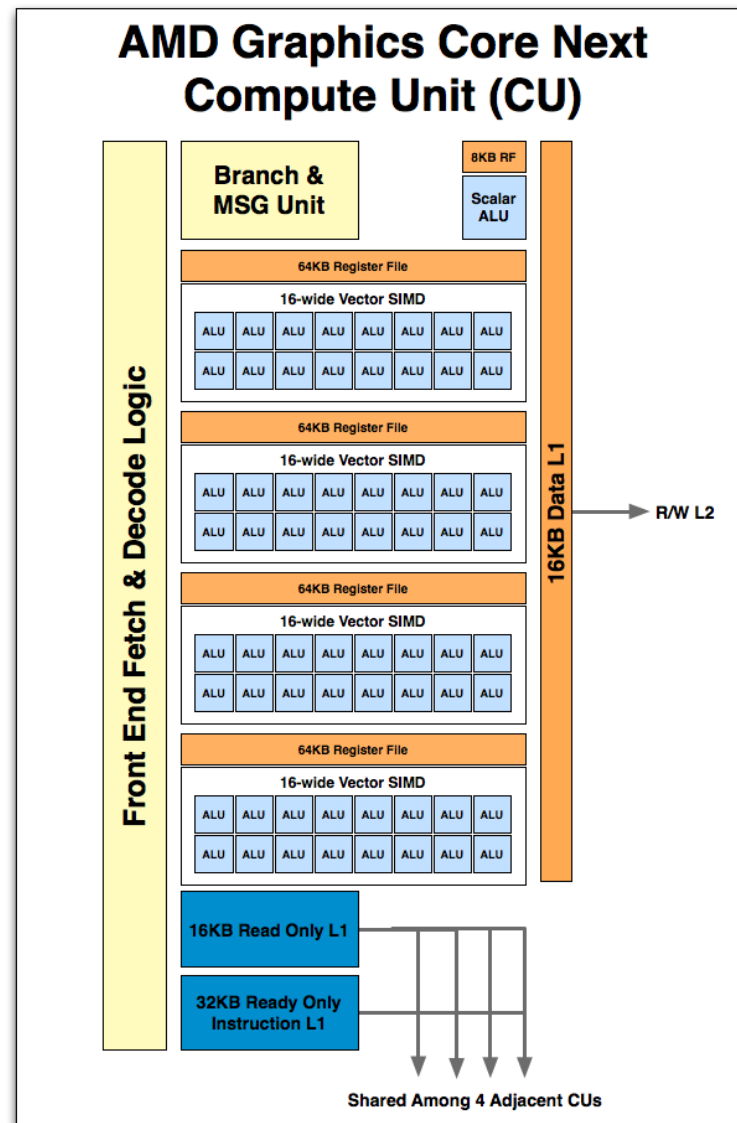 AMD Graphics Core Next
Compute Unit (CU)
Front End Fetch & Decode Logic
Branch &
MSG Unit
8KB RF
Scalar
ALU
16KB Data L1
R/W L2
64KB Register File
16-wide Vector SIMD
ALU ALU ALU ALU ALU ALU ALU ALU
ALU ALU ALU ALU ALU ALU ALU ALU
64KB Register File
16-wide Vector SIMD
ALU ALU ALU ALU ALU ALU ALU ALU
ALU ALU ALU ALU ALU ALU ALU ALU
64KB Register File
16-wide Vector SIMD
ALU ALU ALU ALU ALU ALU ALU ALU
ALU ALU ALU ALU ALU ALU ALU ALU
64KB Register File
16-wide Vector SIMD
ALU ALU ALU ALU ALU ALU ALU ALU
ALU ALU ALU ALU ALU ALU ALU ALU
16KB Read Only L1
32KB Ready Only
Instruction L1
Shared Among 4 Adjacent CUs